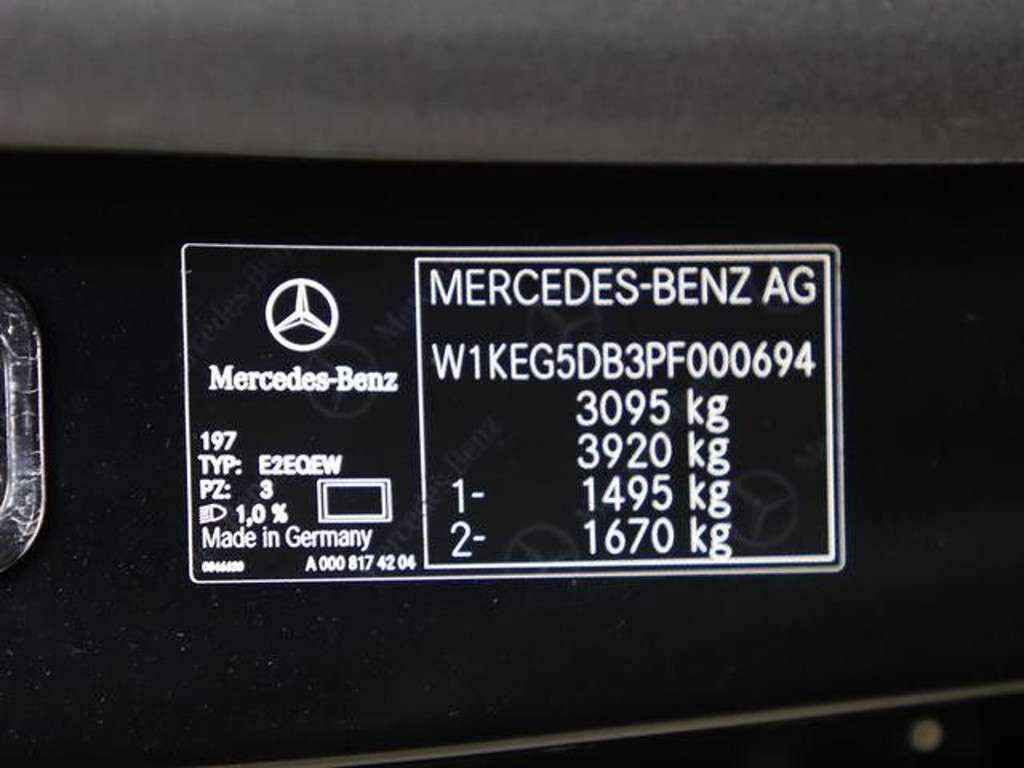 Mercedes-Benz
197
TYP: E2EQEW
PZ: 3
1,0 %
Made in Germany
A 000 817 42 04
MERCEDES-BENZ AG
W1KEG5DB3PF000694
3095 kg
3920 kg
1- 1495 kg
2- 1670 kg